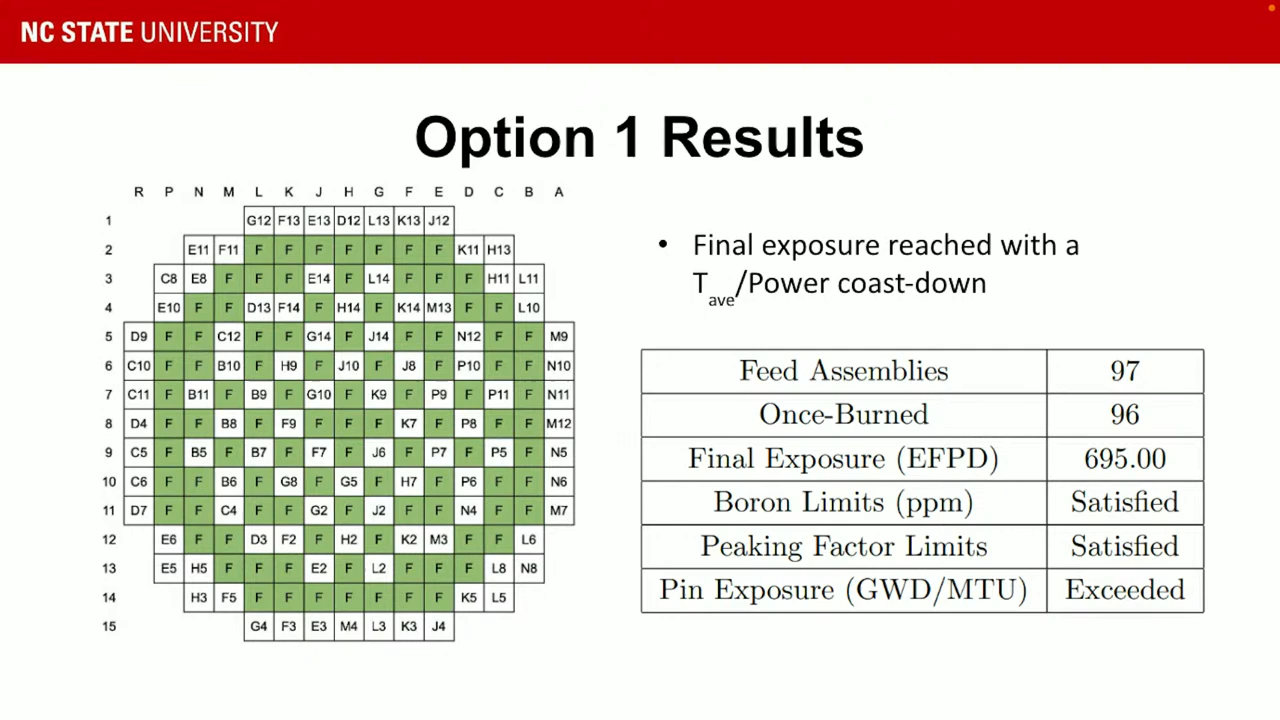 NC STATE UNIVERSITY
Option 1 Results
R P N M L K J H G F E D C B A
1 G12 F13 E13 D12 L13 K13 J12
2 E11 F11 F F F F F F F K11 H13
3 C8 E8 F F F E14 F L14 F F F H11 L11
4 E10 F F D13 F14 F H14 F K14 M13 F F L10
5 D9 F F C12 F F G14 F J14 F F N12 F F M9
6 C10 F F B10 F H9 F J10 F J8 F P10 F F N10
7 C11 F B11 F B9 F G10 F K9 F P9 F P11 F N11
8 D4 F F B8 F F9 F F F K7 F P8 F F M12
9 C5 F B5 F B7 F F7 F J6 F P7 F P5 F N5
10 C6 F F B6 F G8 F G5 F H7 F P6 F F N6
11 D7 F F C4 F F G2 F J2 F F N4 F F M7
12 E6 F F D3 F2 F H2 F K2 M3 F F L6
13 E5 H5 F F F E2 F L2 F F F L8 N8
14 H3 F5 F F F F F F F K5 L5
15 G4 F3 E3 M4 L3 K3 J4
• Final exposure reached with a
Tave/Power coast-down
Feed Assemblies 97
Once-Burned 96
Final Exposure (EFPD) 695.00
Boron Limits (ppm) Satisfied
Peaking Factor Limits Satisfied
Pin Exposure (GWD/MTU) Exceeded